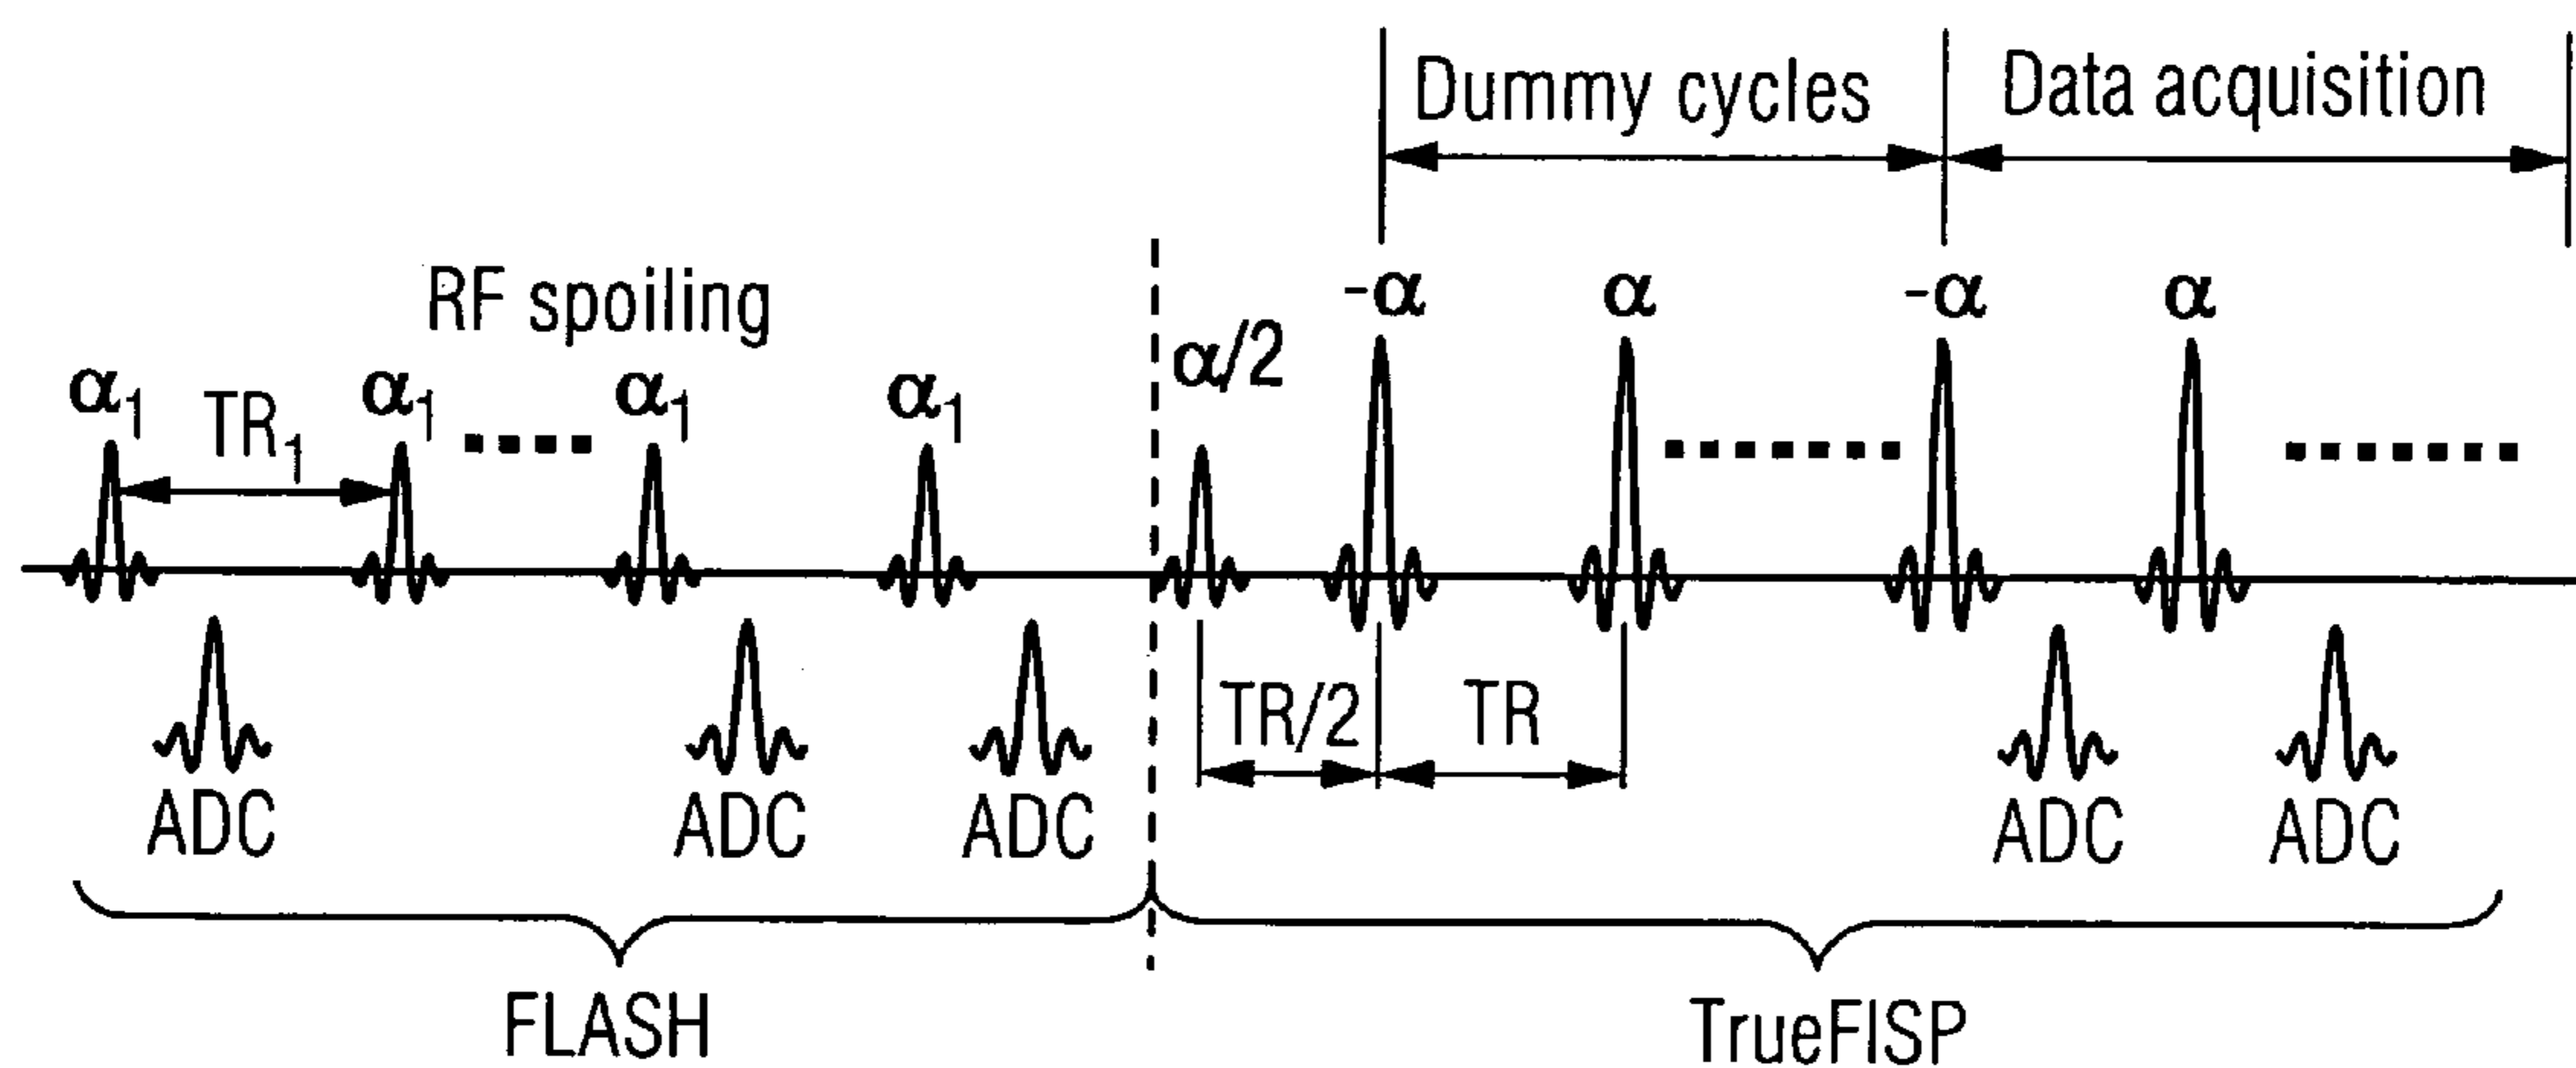 Dummy cycles Data acquisition
RF spoiling -α α -α α
α₁ TR₁ α₁ α₁ α₁ α/2
TR/2 TR
ADC ADC ADC ADC ADC
FLASH TrueFISP